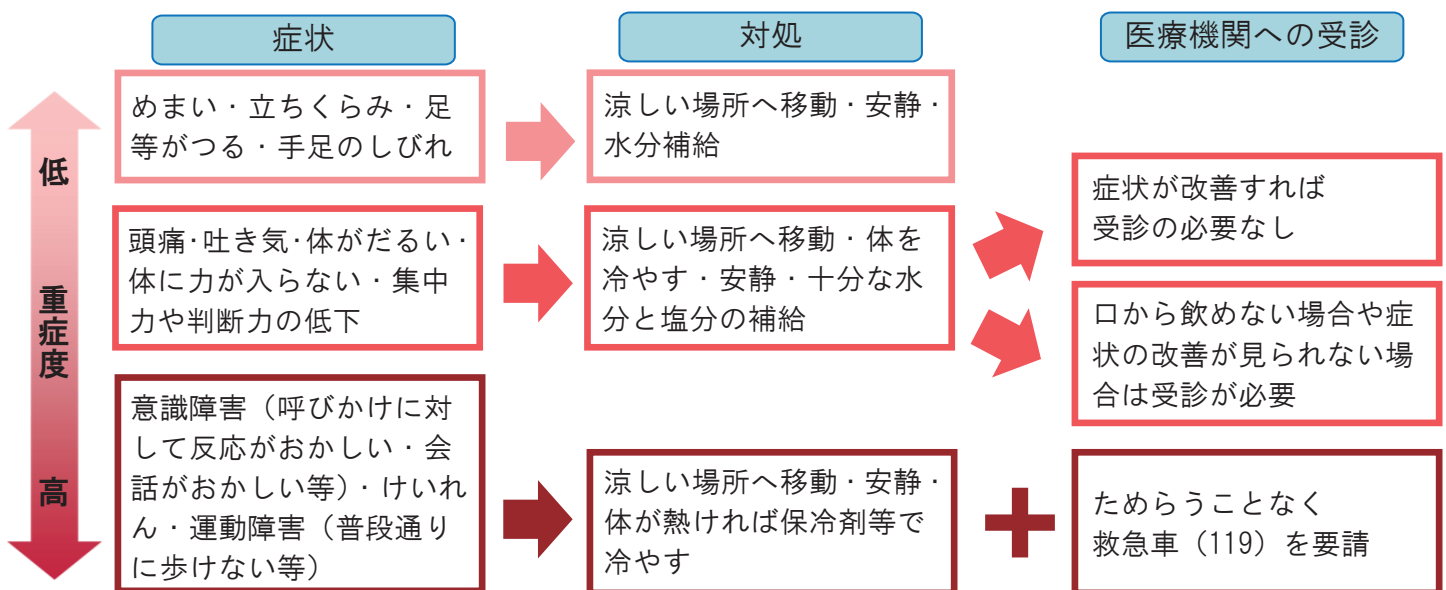 症状
対処
医療機関への受診
低
重症度
高
めまい・立ちくらみ・足
等がつる・手足のしびれ
涼しい場所へ移動・安静・
水分補給
頭痛・吐き気・体がだるい・
体に力が入らない・集中
力や判断力の低下
涼しい場所へ移動・体を
冷やす・安静・十分な水
分と塩分の補給
症状が改善すれば
受診の必要なし
口から飲めない場合や症
状の改善が見られない場
合は受診が必要
意識障害（呼びかけに対
して反応がおかしい・会
話がおかしい等）・けいれ
ん・運動障害（普段通り
に歩けない等）
涼しい場所へ移動・安静・
体が熱ければ保冷剤等で
冷やす
ためらうことなく
救急車（119）を要請